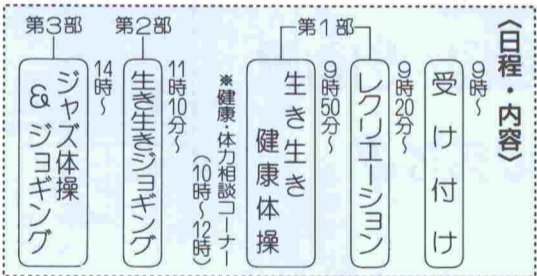 〈日程・内容〉
9時～
受け付け
第1部
9時20分～
レクリエーション
9時50分～
生き生き
健康体操
※健康・体力相談コーナー
(10時～12時)
第2部
11時10分～
生き生きジョギング
第3部
14時～
ジャズ体操
&ジョギング